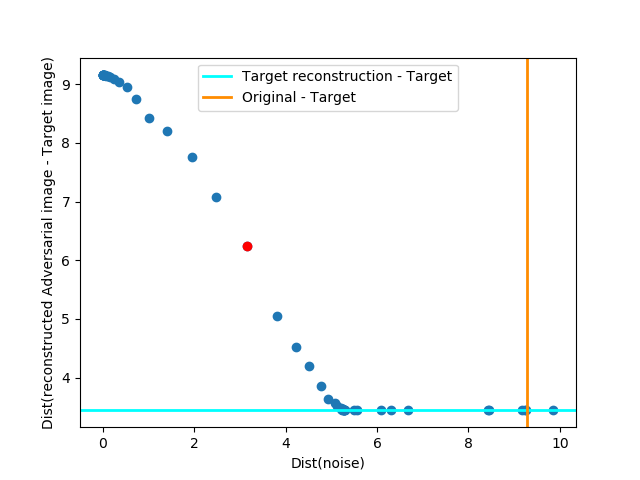 Target reconstruction - Target
Original - Target
Dist(reconstructed Adversarial image - Target image)
9
8
7
6
5
4
0 2 4 6 8 10
Dist(noise)